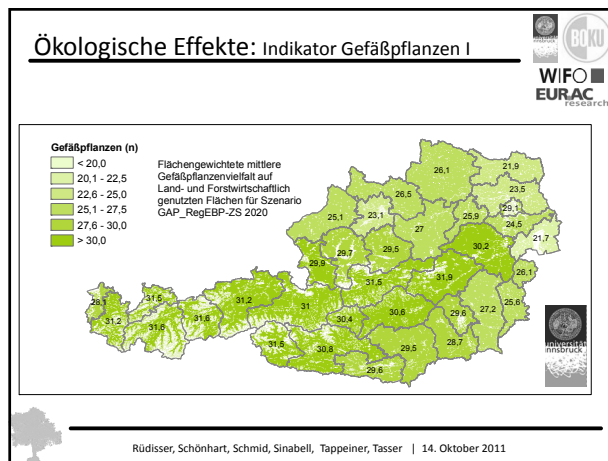 Ökologische Effekte: Indikator Gefäßpflanzen I
BOKU
WIFO
EURAC
research
Gefäßpflanzen (n)
< 20,0
20,1 - 22,5
22,6 - 25,0
25,1 - 27,5
27,6 - 30,0
> 30,0
Flächengewichtete mittlere
Gefäßpflanzenvielfalt auf
Land- und Forstwirtschaftlich
genutzten Flächen für Szenario
GAP_RegEBP-ZS 2020
26,1
21,9
26,5
23,5
25,1
23,1
27
25,9
29,1
24,5
21,7
29,9
29,7
29,5
30,2
31,5
31,9
26,1
28,1
31,5
31,2
31,2
31,6
31,6
31
30,4
30,6
29,6
27,2
25,6
31,5
30,8
29,5
28,7
29,6
universität
innsbruck
Rüdisser, Schönhart, Schmid, Sinabell, Tappeiner, Tasser | 14. Oktober 2011